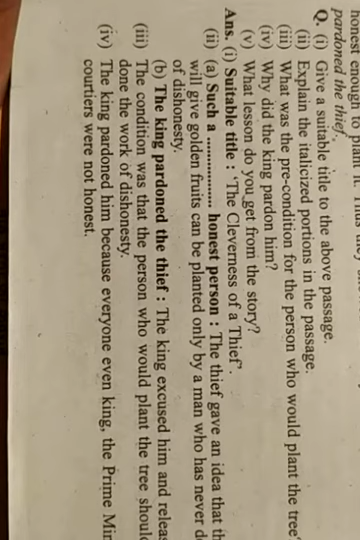 honest enough to plant it. This
pardoned the thief.
Q. (i) Give a suitable title to the above passage.
(ii) Explain the italicized portions in the passage.
(iii) What was the pre-condition for the person who would plant the tree?
(iv) Why did the king pardon him?
(v) What lesson do you get from the story?
Ans. (i) Suitable title : 'The Cleverness of a Thief'.
(ii) (a) Such a .................. honest person : The thief gave an idea that th
will give golden fruits can be planted only by a man who has never d
of dishonesty.
(b) The king pardoned the thief : The king excused him and releas
(iii) The condition was that the person who would plant the tree shoul
done the work of dishonesty.
(iv) The king pardoned him because everyone even king, the Prime Min
courtiers were not honest.